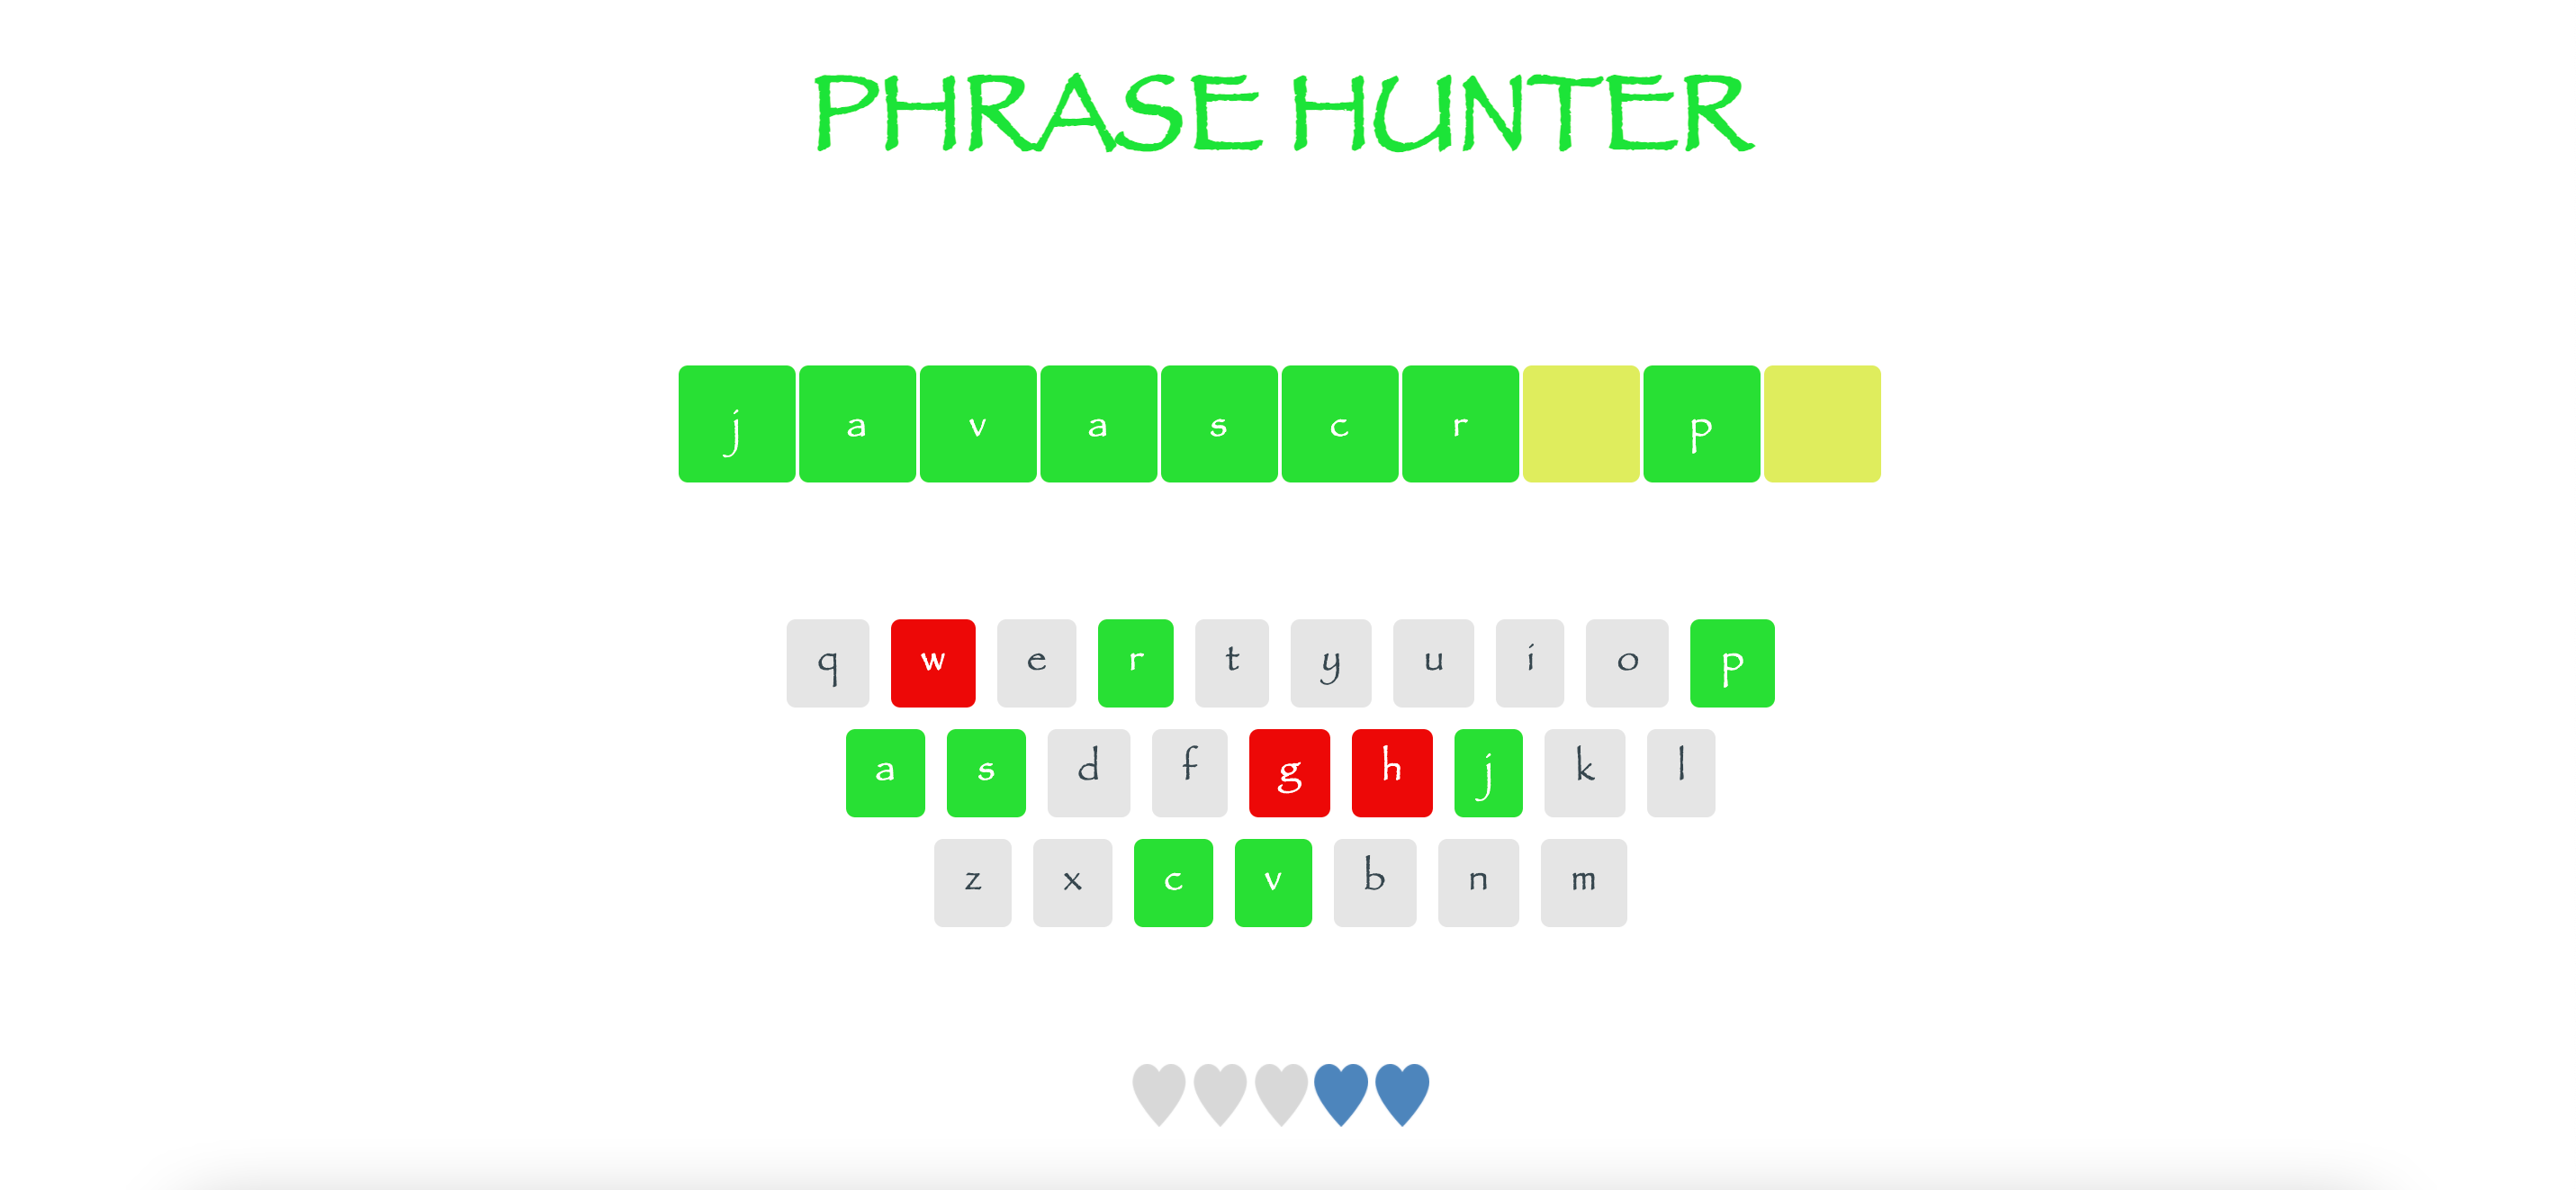 PHRASE HUNTER
j a v a s c r p
q w e r t y u i o p
a s d f g h j k l
z x c v b n m